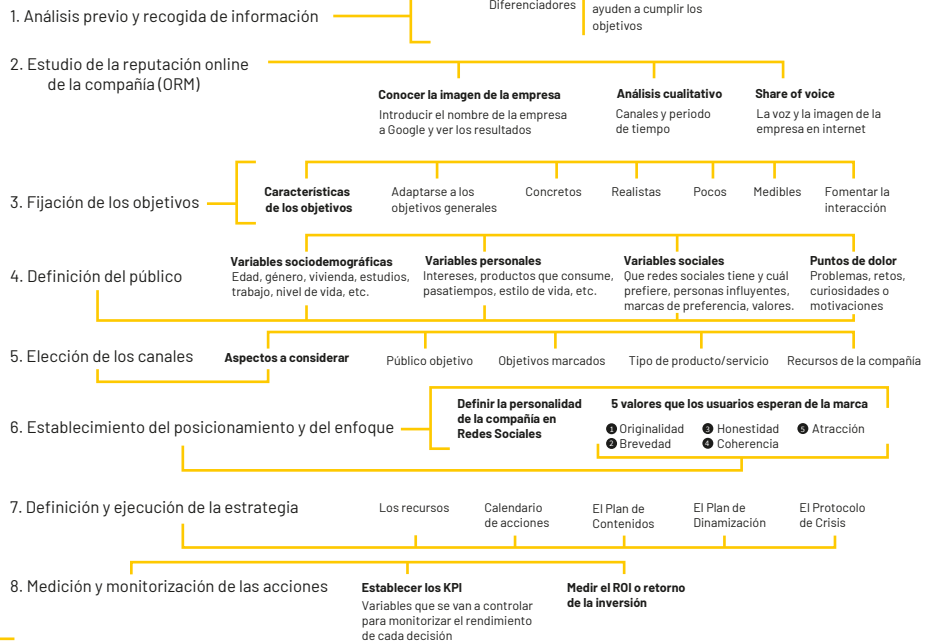 Diferenciadores
ayuden a cumplir los
objetivos
1. Análisis previo y recogida de información
2. Estudio de la reputación online
de la compañía (ORM)
Conocer la imagen de la empresa
Introducir el nombre de la empresa
a Google y ver los resultados
Análisis cualitativo
Canales y periodo
de tiempo
Share of voice
La voz y la imagen de la
empresa en internet
3. Fijación de los objetivos
Características
de los objetivos
Adaptarse a los
objetivos generales
Concretos
Realistas
Pocos
Medibles
Fomentar la
interacción
4. Definición del público
Variables sociodemográficas
Edad, género, vivienda, estudios,
trabajo, nivel de vida, etc.
Variables personales
Intereses, productos que consume,
pasatiempos, estilo de vida, etc.
Variables sociales
Que redes sociales tiene y cuál
prefiere, personas influyentes,
marcas de preferencia, valores.
Puntos de dolor
Problemas, retos,
curiosidades o
motivaciones
5. Elección de los canales
Aspectos a considerar
Público objetivo
Objetivos marcados
Tipo de producto/servicio
Recursos de la compañía
6. Establecimiento del posicionamiento y del enfoque
Definir la personalidad
de la compañía en
Redes Sociales
5 valores que los usuarios esperan de la marca
1 Originalidad
2 Brevedad
3 Honestidad
4 Coherencia
5 Atracción
7. Definición y ejecución de la estrategia
Los recursos
Calendario
de acciones
El Plan de
Contenidos
El Plan de
Dinamización
El Protocolo
de Crisis
8. Medición y monitorización de las acciones
Establecer los KPI
Variables que se van a controlar
para monitorizar el rendimiento
de cada decisión
Medir el ROI o retorno
de la inversión